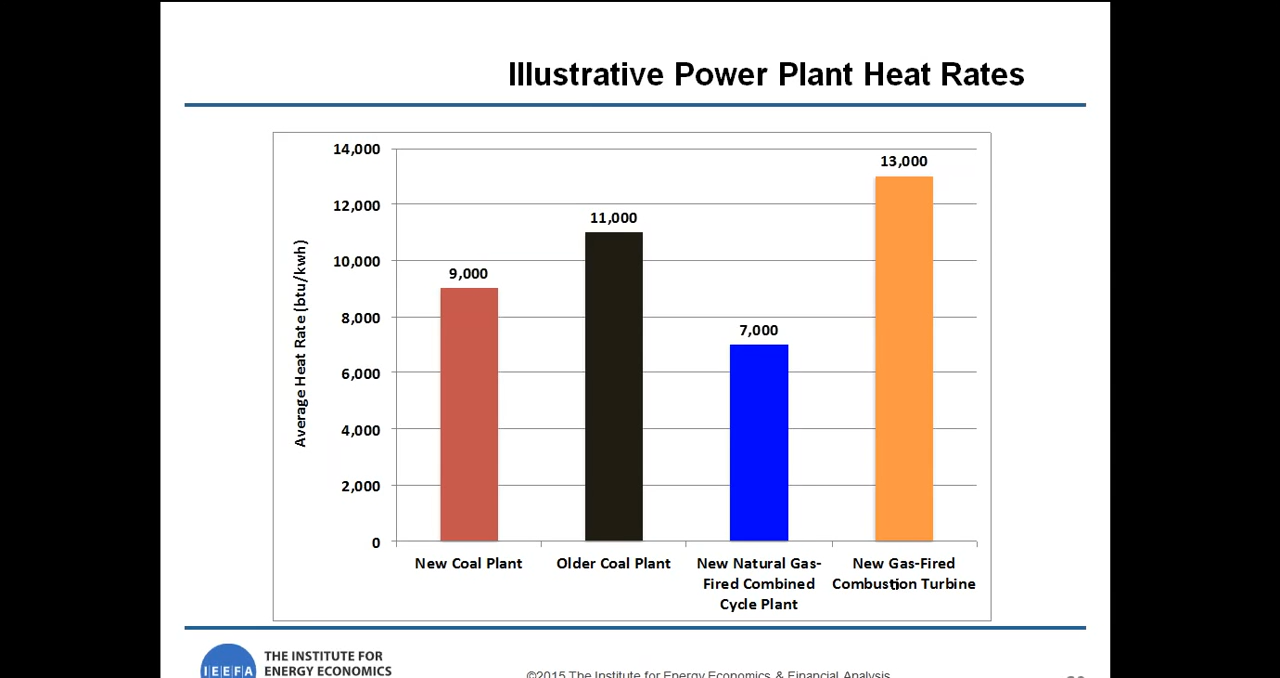 Illustrative Power Plant Heat Rates
14,000
12,000
10,000
8,000
6,000
4,000
2,000
0
Average Heat Rate (btu/kwh)
9,000
11,000
7,000
13,000
New Coal Plant
Older Coal Plant
New Natural Gas-
Fired Combined
Cycle Plant
New Gas-Fired
Combustion Turbine
IEEFA
THE INSTITUTE FOR
ENERGY ECONOMICS
©2015 The Institute for Energy Economics & Financial Analysis